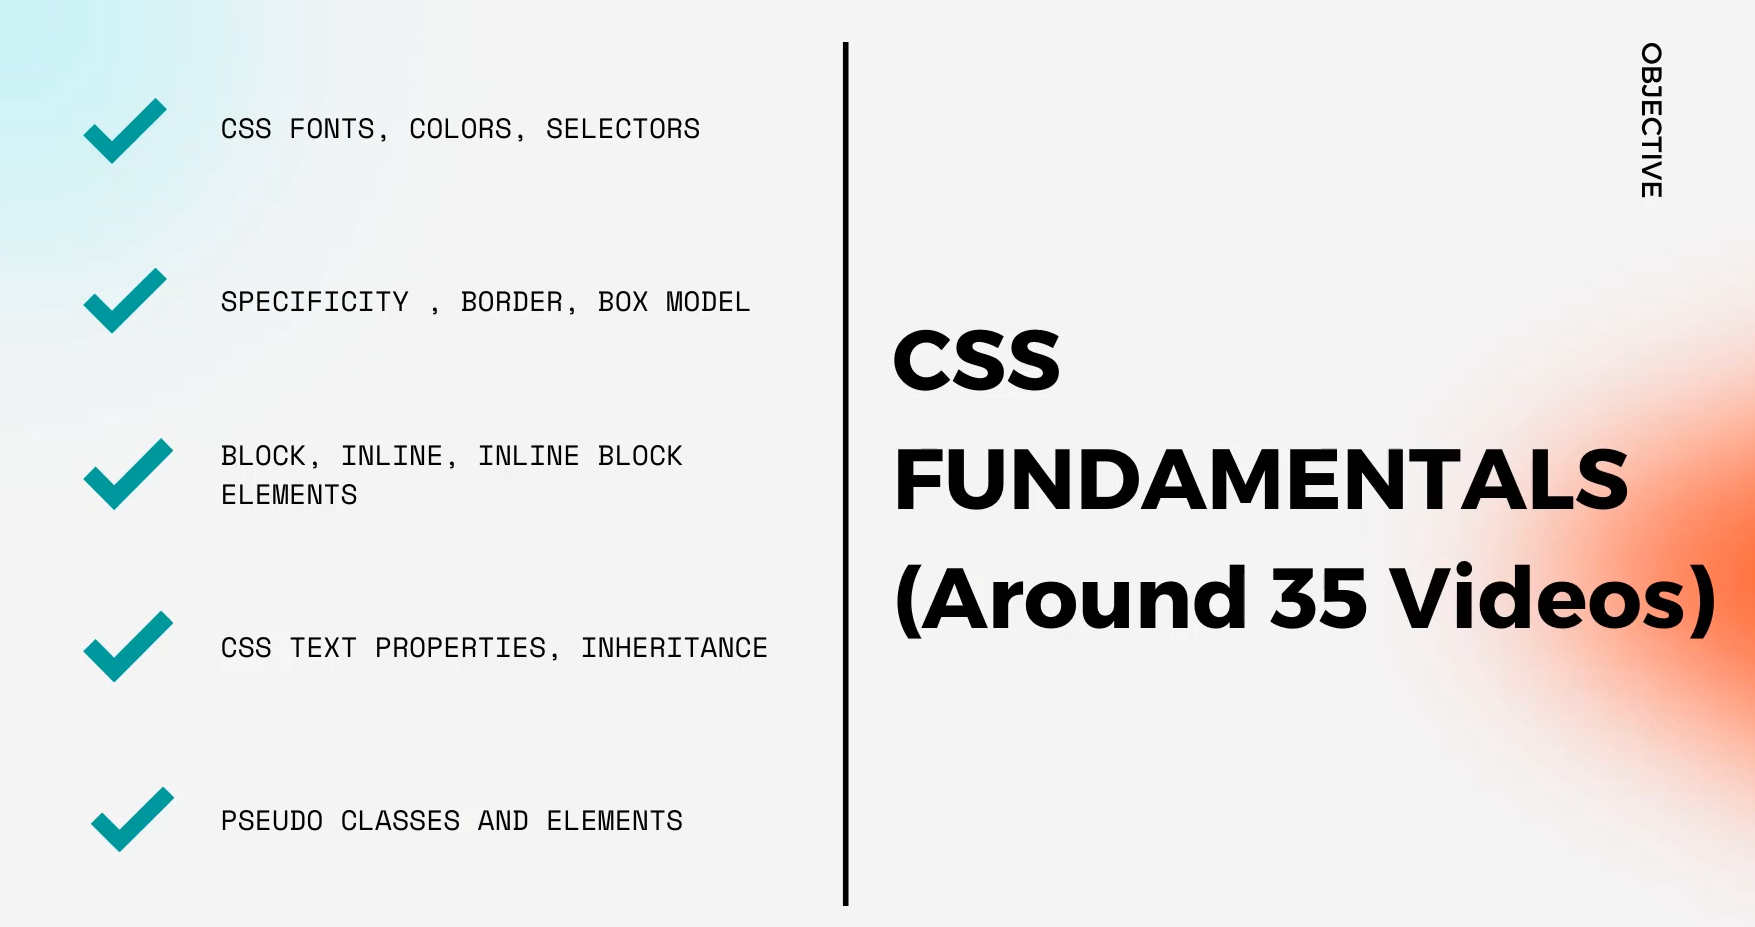 CSS FONTS, COLORS, SELECTORS
SPECIFICITY , BORDER, BOX MODEL
BLOCK, INLINE, INLINE BLOCK
ELEMENTS
CSS TEXT PROPERTIES, INHERITANCE
PSEUDO CLASSES AND ELEMENTS
OBJECTIVE
CSS
FUNDAMENTALS
(Around 35 Videos)